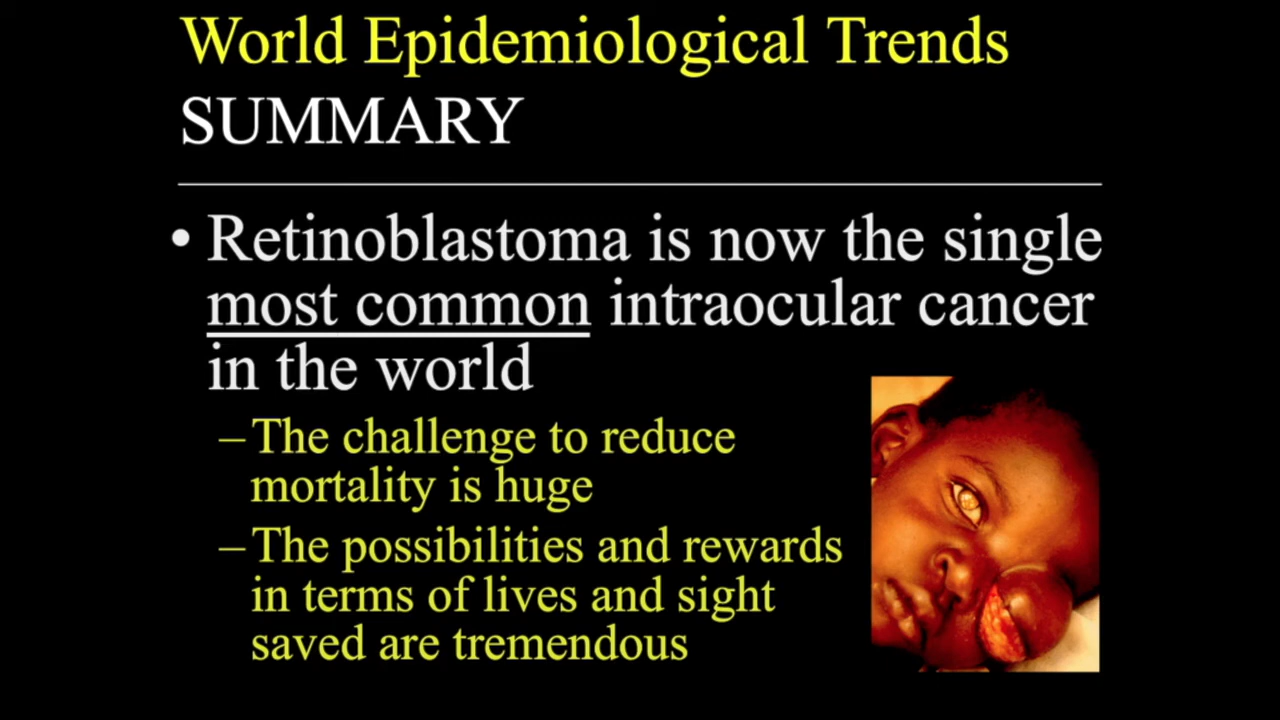 World Epidemiological Trends
SUMMARY
• Retinoblastoma is now the single
most common intraocular cancer
in the world
– The challenge to reduce
mortality is huge
– The possibilities and rewards
in terms of lives and sight
saved are tremendous